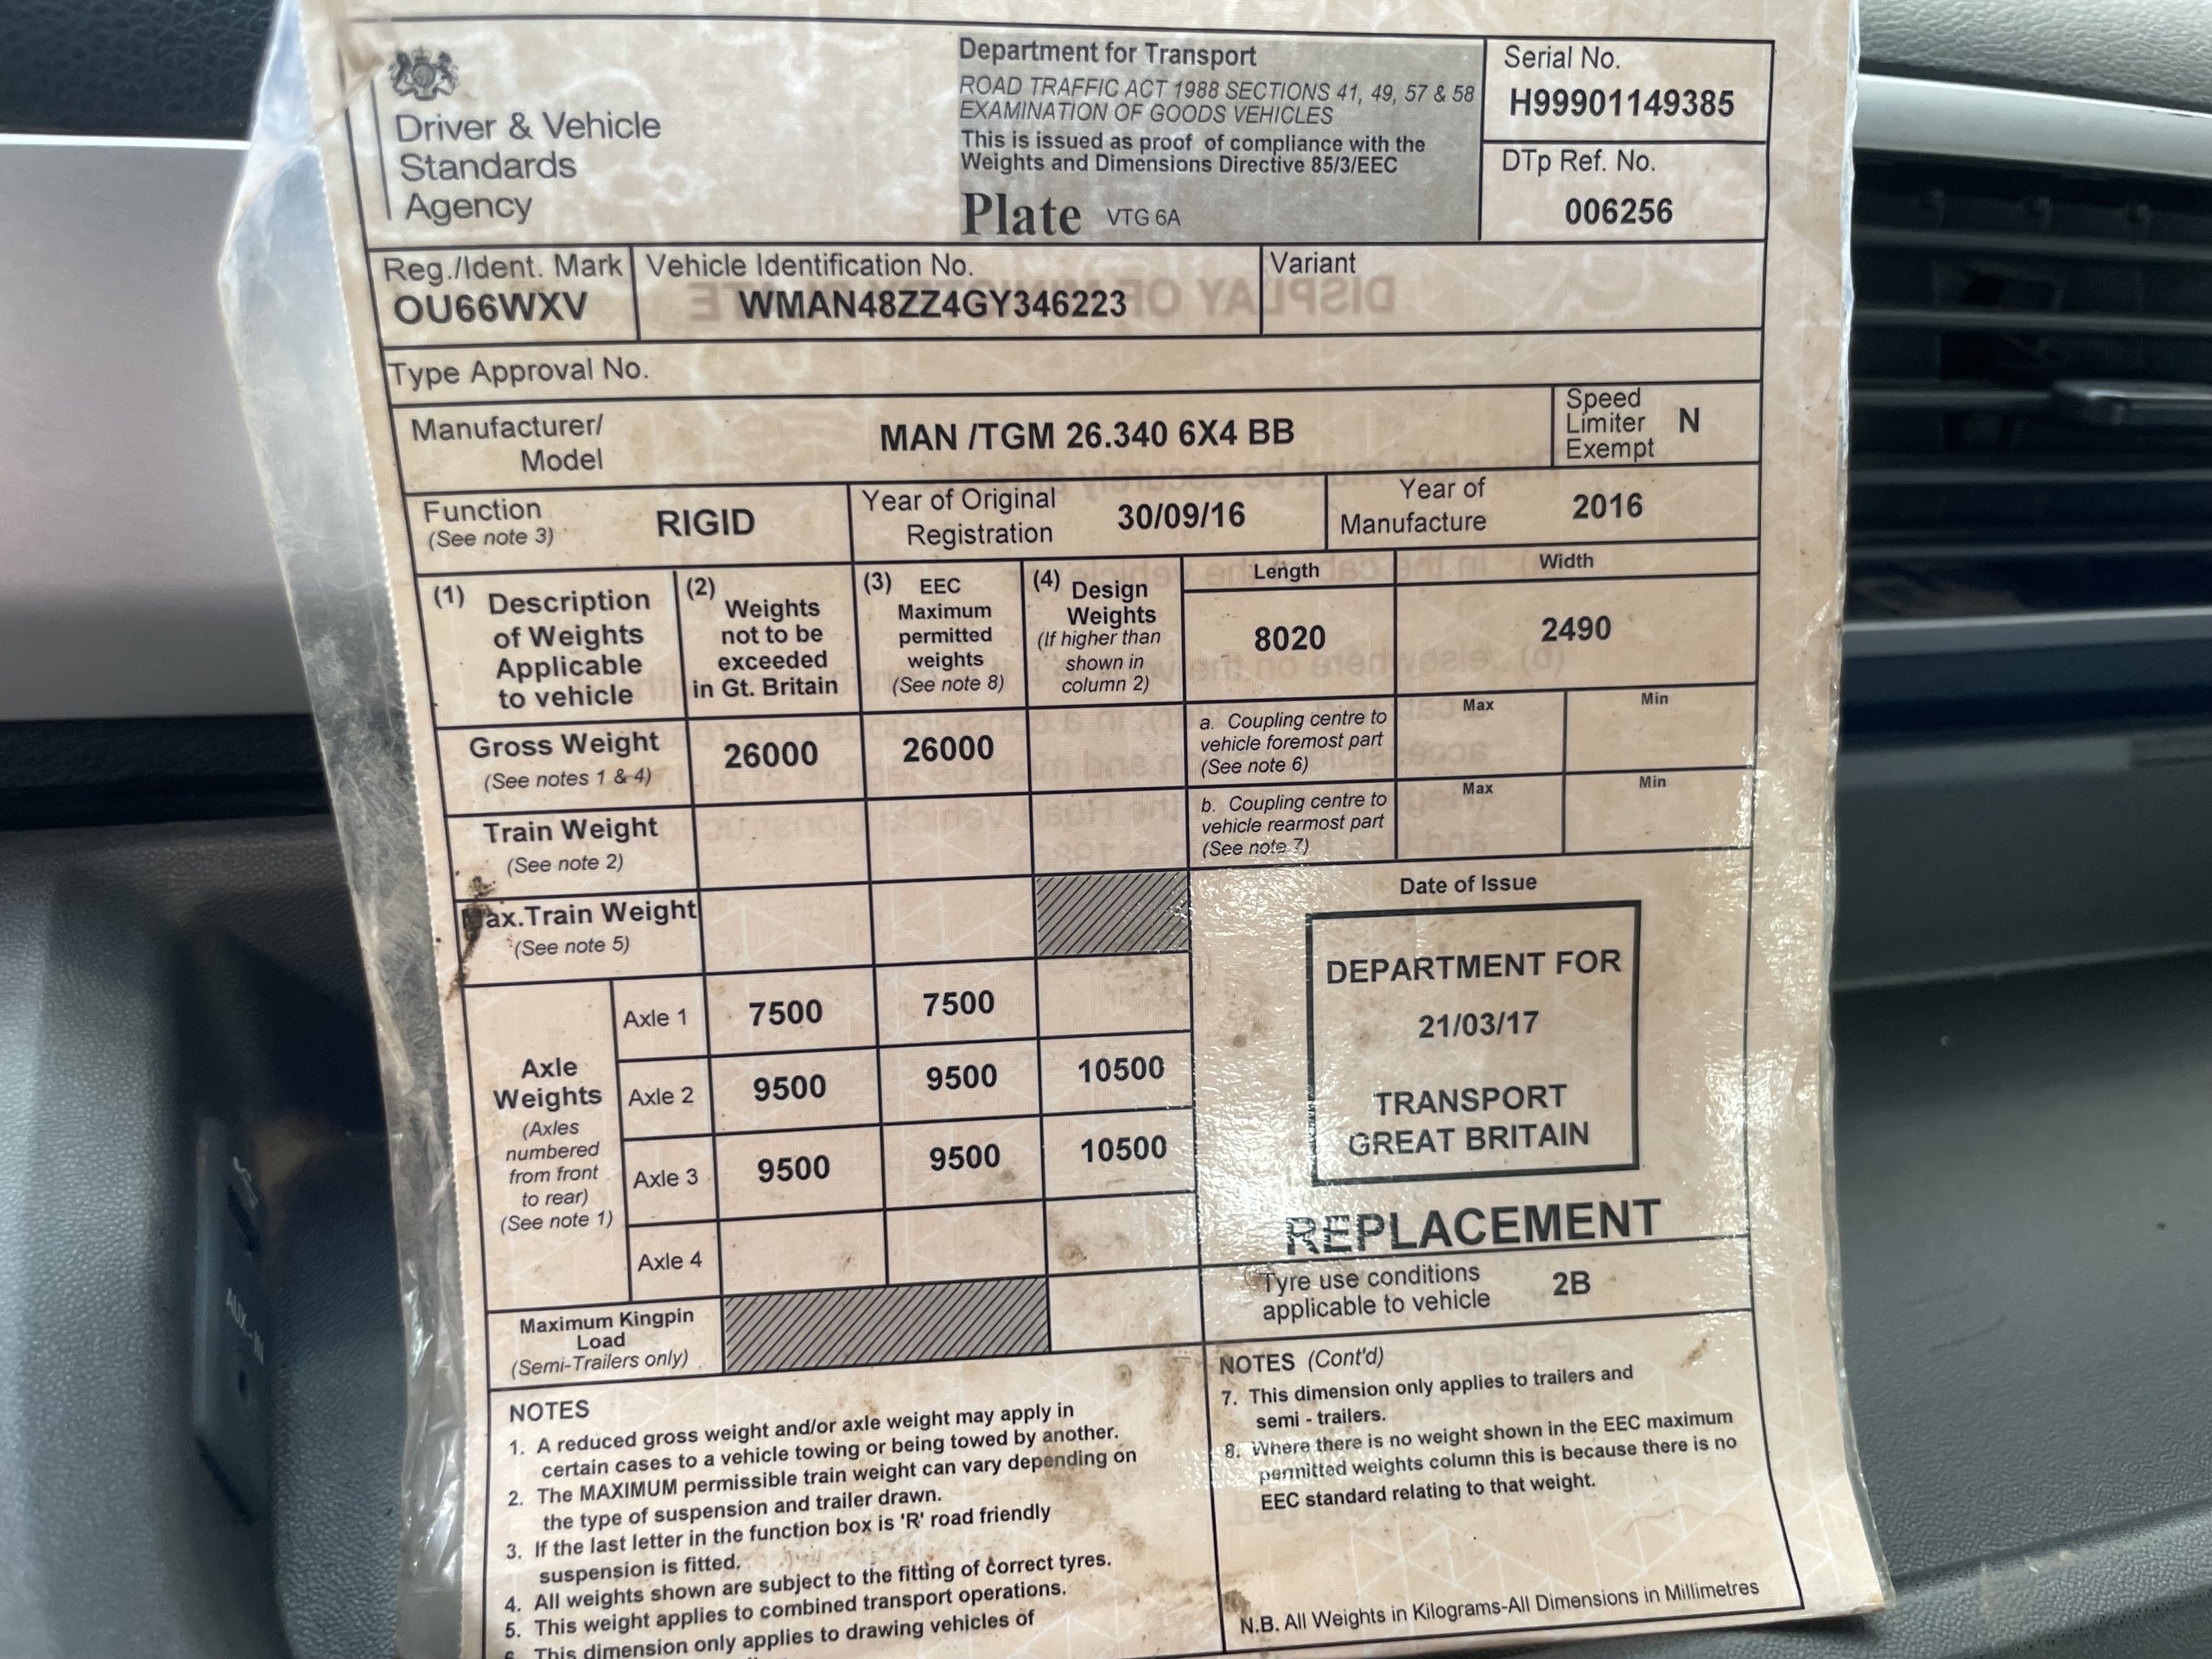 Driver & Vehicle
Standards
Agency
Department for Transport
ROAD TRAFFIC ACT 1988 SECTIONS 41, 49, 57 & 58
EXAMINATION OF GOODS VEHICLES
This is issued as proof of compliance with the
Weights and Dimensions Directive 85/3/EEC
Plate VTG 6A
Serial No.
H99901149385
DTp Ref. No.
006256
Reg./Ident. Mark
OU66WXV
Vehicle Identification No.
WMAN48ZZ4GY346223
Variant
Type Approval No.
Manufacturer/
Model
MAN /TGM 26.340 6X4 BB
Speed
Limiter
Exempt
N
Function
(See note 3)
RIGID
Year of Original
Registration
30/09/16
Year of
Manufacture
2016
(1) Description
of Weights
Applicable
to vehicle
(2) Weights
not to be
exceeded
in Gt. Britain
(3) EEC
Maximum
permitted
weights
(See note 8)
(4) Design
Weights
(If higher than
shown in
column 2)
Length
8020
Width
2490
Gross Weight
(See notes 1 & 4)
26000 26000
a. Coupling centre to
vehicle foremost part
(See note 6)
Max Min
Train Weight
(See note 2)
b. Coupling centre to
vehicle rearmost part
(See note 7)
Max Min
Max.Train Weight
(See note 5)
Axle
Weights
(Axles
numbered
from front
to rear)
(See note 1)
Axle 1 7500 7500
Axle 2 9500 9500 10500
Axle 3 9500 9500 10500
Axle 4
Maximum Kingpin
Load
(Semi-Trailers only)
Date of Issue
DEPARTMENT FOR
21/03/17
TRANSPORT
GREAT BRITAIN
REPLACEMENT
Tyre use conditions
applicable to vehicle
2B
NOTES
1. A reduced gross weight and/or axle weight may apply in
certain cases to a vehicle towing or being towed by another.
2. The MAXIMUM permissible train weight can vary depending on
the type of suspension and trailer drawn.
3. If the last letter in the function box is 'R' road friendly
suspension is fitted.
4. All weights shown are subject to the fitting of correct tyres.
5. This weight applies to combined transport operations.
6. This dimension only applies to drawing vehicles of
NOTES (Cont'd)
7. This dimension only applies to trailers and
semi - trailers.
8. Where there is no weight shown in the EEC maximum
permitted weights column this is because there is no
EEC standard relating to that weight.
N.B. All Weights in Kilograms-All Dimensions in Millimetres
AUX-IN